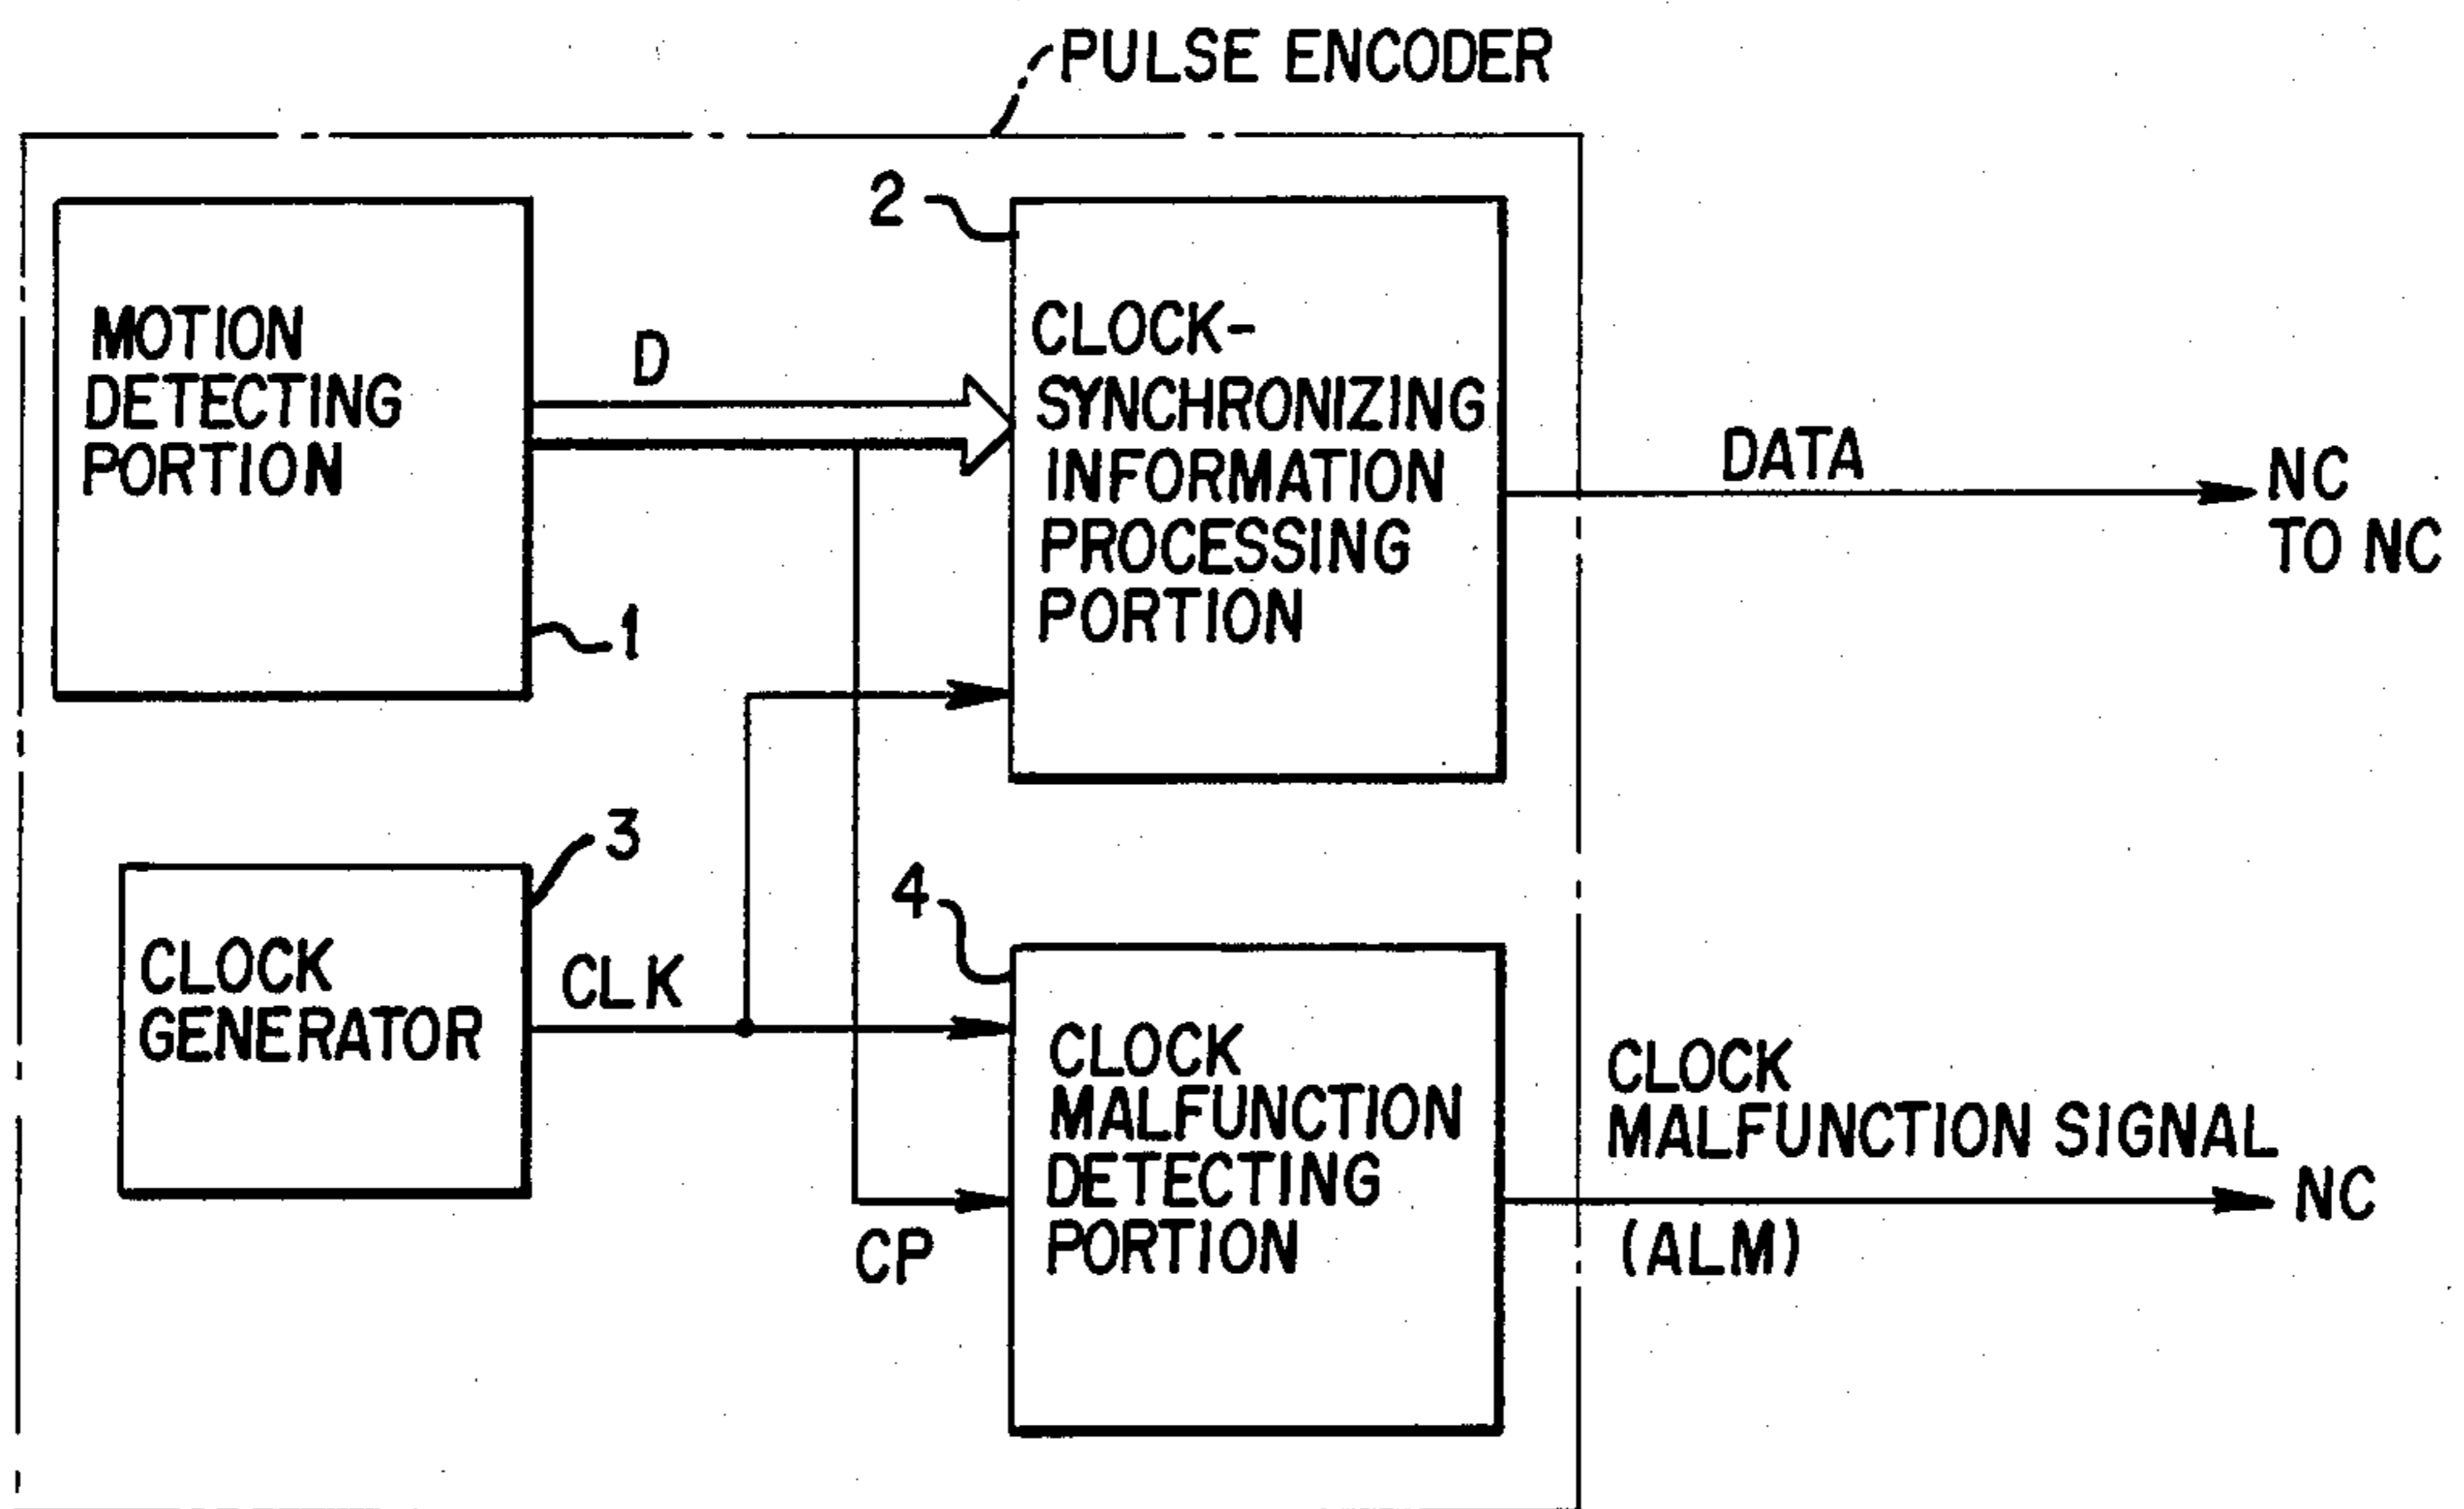 PULSE ENCODER
2
MOTION
DETECTING
PORTION
D
CLOCK-
SYNCHRONIZING
INFORMATION
PROCESSING
PORTION
1
DATA
NC
TO NC
3
4
CLOCK
GENERATOR
CLK
CLOCK
MALFUNCTION
DETECTING
PORTION
CP
CLOCK
MALFUNCTION SIGNAL
NC
(ALM)